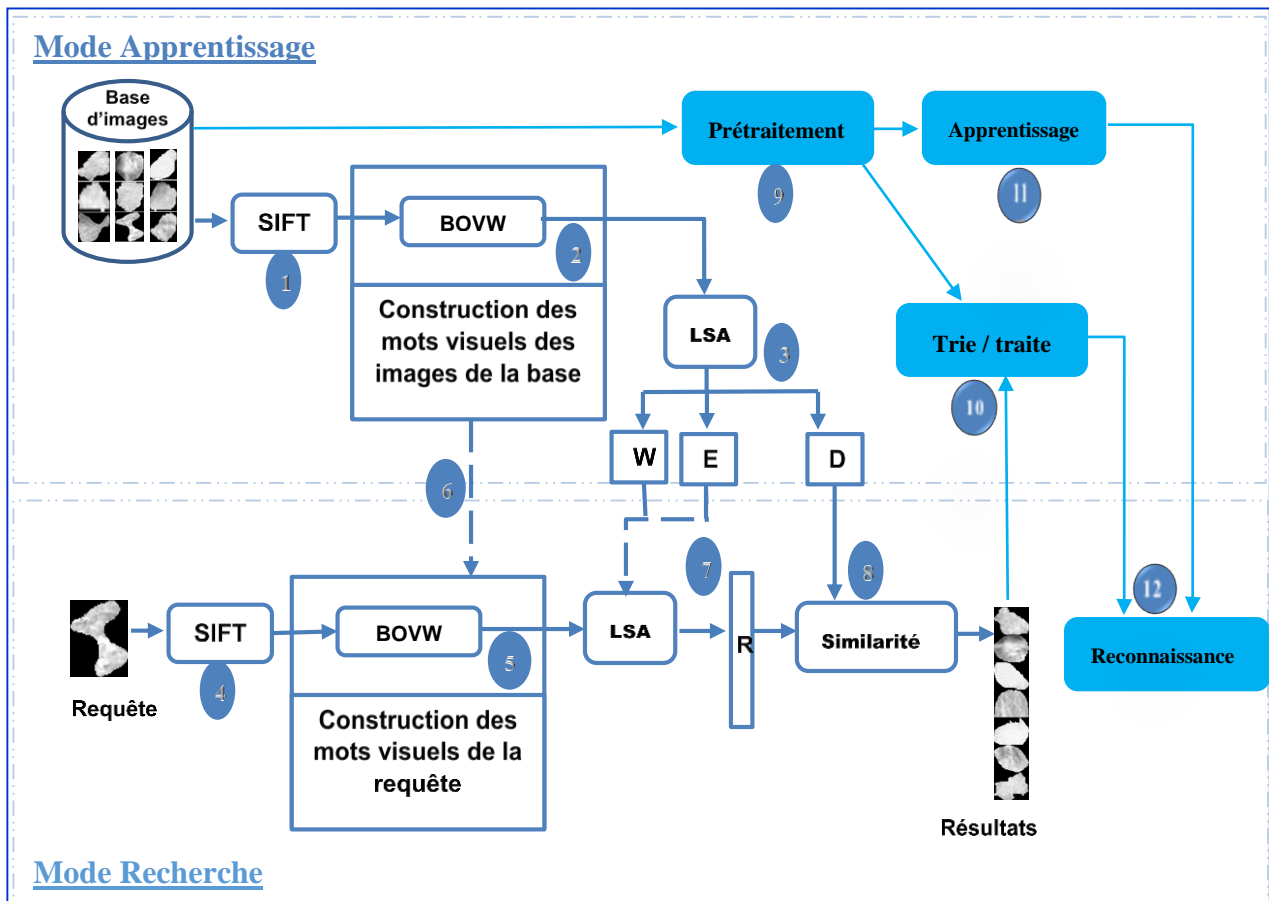 Mode Apprentissage
Base
d'images
Prétraitement
Apprentissage
9
11
SIFT
BOVW
1
2
Construction des
mots visuels des
images de la base
LSA
3
Trie / traite
10
W
E
D
6
7
8
12
Requête
SIFT
4
BOVW
5
Construction des
mots visuels de la
requête
LSA
R
Similarité
Reconnaissance
Résultats
Mode Recherche